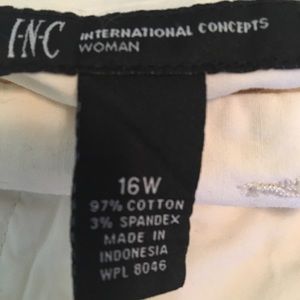 I·N·C INTERNATIONAL CONCEPTS
WOMAN
16W
97% COTTON
3% SPANDEX
MADE IN
INDONESIA
WPL 8046